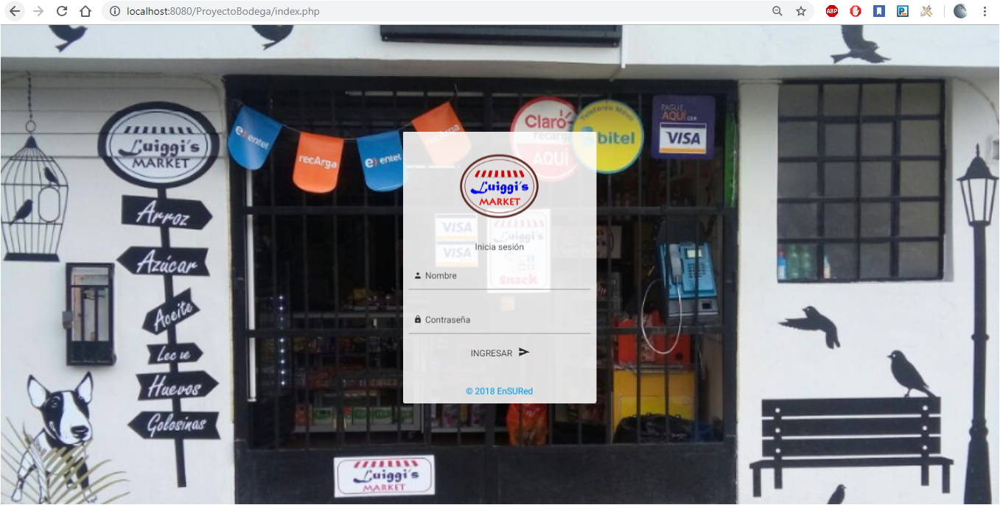 localhost:8080/ProyectoBodega/index.php
ABP
Luiggi's
MARKET
Arroz
Azúcar
Aceite
Huevos
Golosinas
entel
recArga
entel
recArga
Claro
recarga
AQUÍ
Telefonía Móvil
bitel
PAGUE
AQUÍ CON
VISA
Luiggi's
MARKET
VISA
VISA
Luiggi's
Snack
Inicia sesión
Nombre
Contraseña
INGRESAR
© 2018 EnSURed
Luiggi's
MARKET